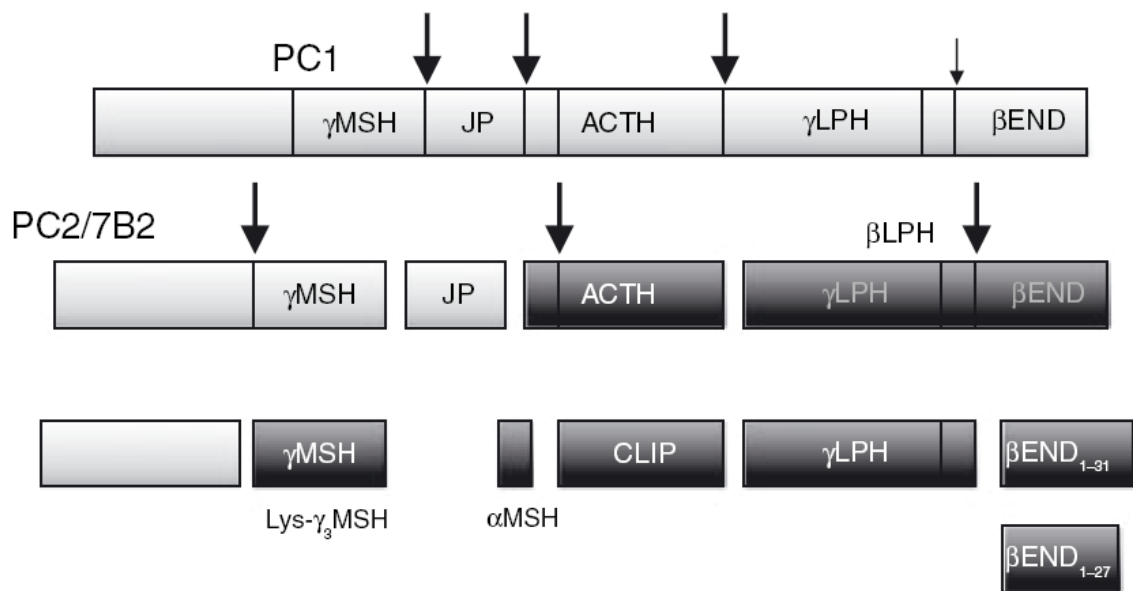 PC1
γMSH JP ACTH γLPH βEND
PC2/7B2 βLPH
γMSH JP ACTH γLPH βEND
γMSH CLIP γLPH βEND₁₋₃₁
Lys-γ₃MSH αMSH
βEND₁₋₂₇